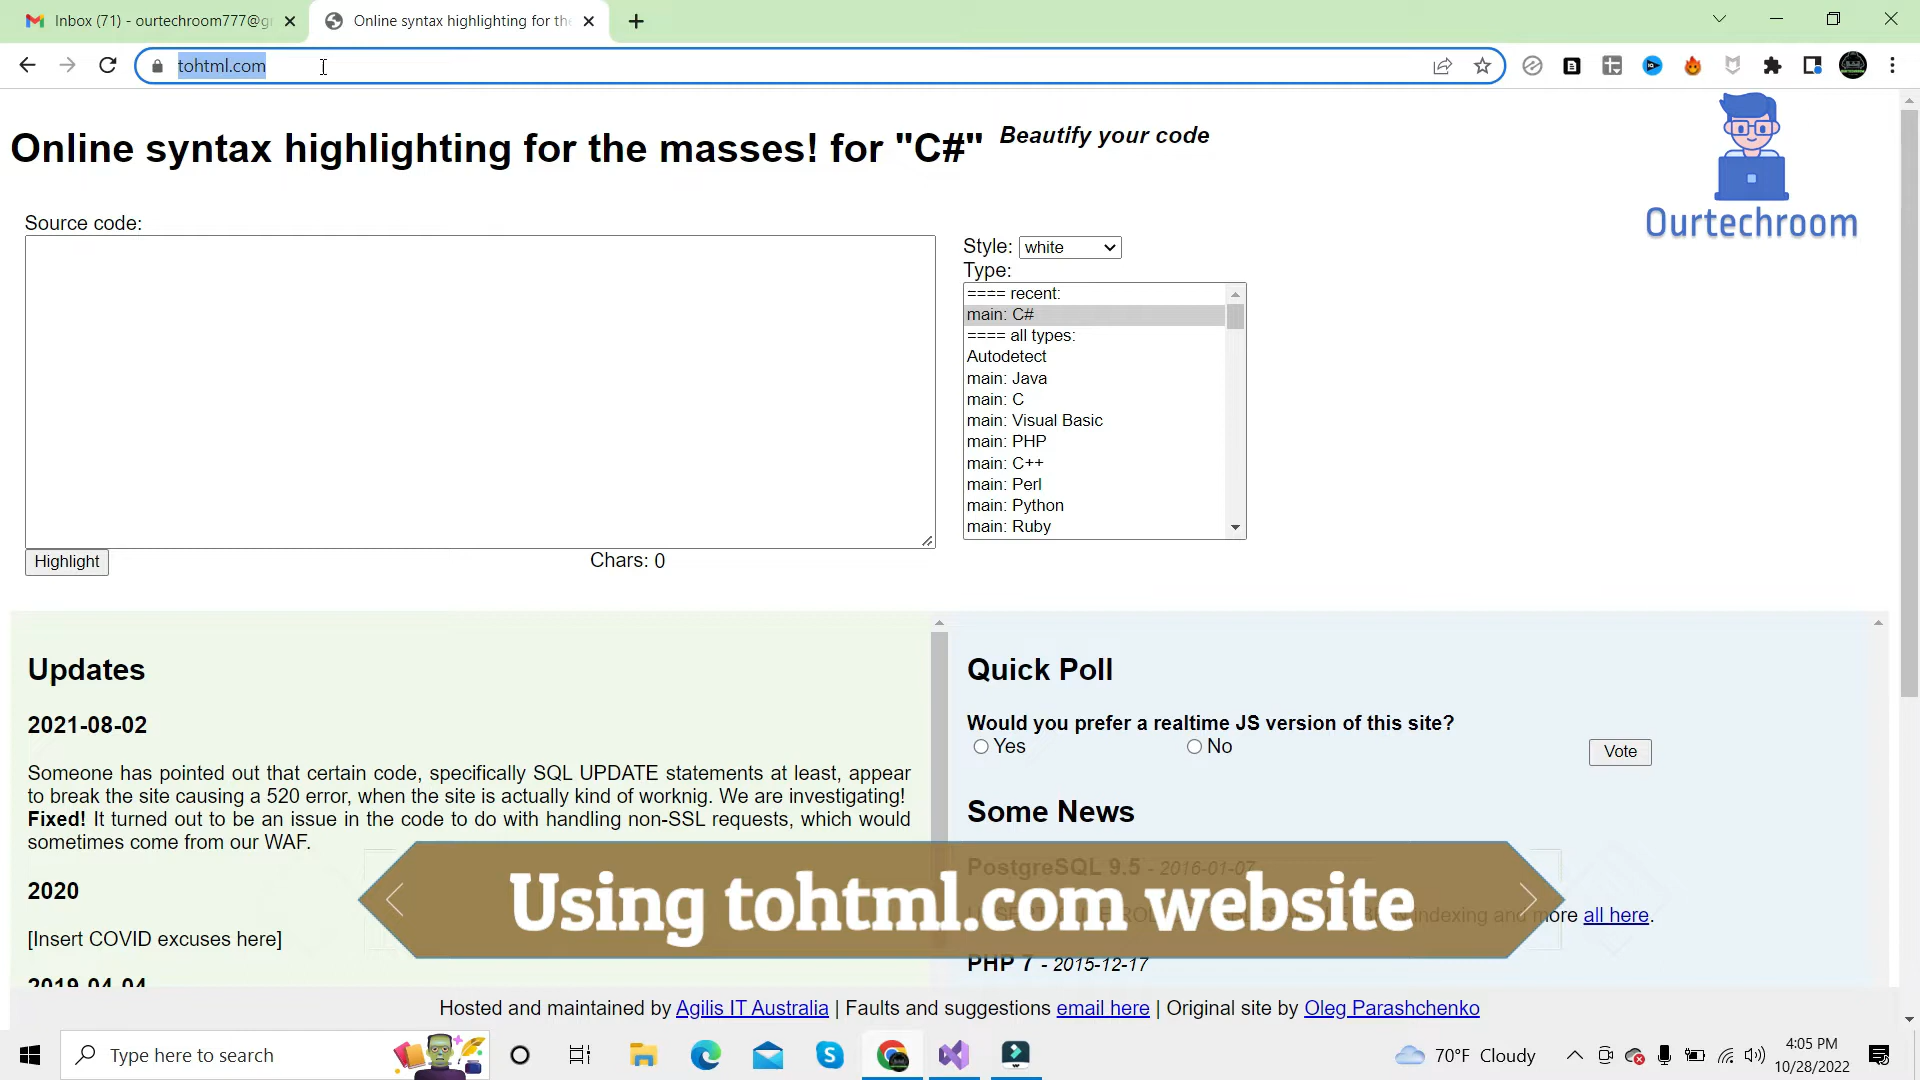 Inbox (71) - ourtechroom777@g
Online syntax highlighting for the
tohtml.com
Online syntax highlighting for the masses! for "C#"
Beautify your code
Ourtechroom
Source code:
Style: white
Type:
==== recent:
main: C#
==== all types:
Autodetect
main: Java
main: C
main: Visual Basic
main: PHP
main: C++
main: Perl
main: Python
main: Ruby
Highlight
Chars: 0
Updates
2021-08-02
Someone has pointed out that certain code, specifically SQL UPDATE statements at least, appear
to break the site causing a 520 error, when the site is actually kind of worknig. We are investigating!
Fixed! It turned out to be an issue in the code to do with handling non-SSL requests, which would
sometimes come from our WAF.
2020
[Insert COVID excuses here]
2019-04-04
Quick Poll
Would you prefer a realtime JS version of this site?
Yes
No
Vote
Some News
PostgreSQL 9.5 - 2016-01-07
indexing and more all here.
PHP 7 - 2015-12-17
Using tohtml.com website
Hosted and maintained by Agilis IT Australia | Faults and suggestions email here | Original site by Oleg Parashchenko
Type here to search
70°F Cloudy
4:05 PM
10/28/2022